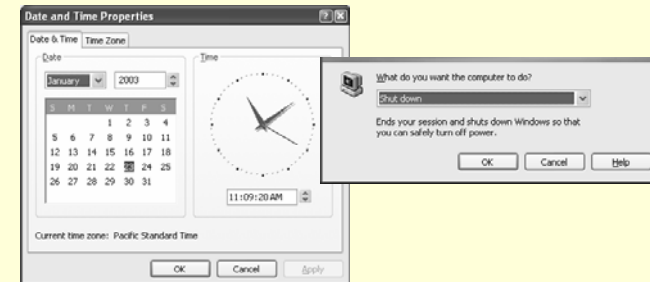 Date and Time Properties
Date & Time Time Zone
Date
January 2003
S M T W T F S
1 2 3 4
5 6 7 8 9 10 11
12 13 14 15 16 17 18
19 20 21 22 23 24 25
26 27 28 29 30 31
Time
11:09:20 AM
Current time zone: Pacific Standard Time
OK Cancel Apply
What do you want the computer to do?
Shut down
Ends your session and shuts down Windows so that
you can safely turn off power.
OK Cancel Help